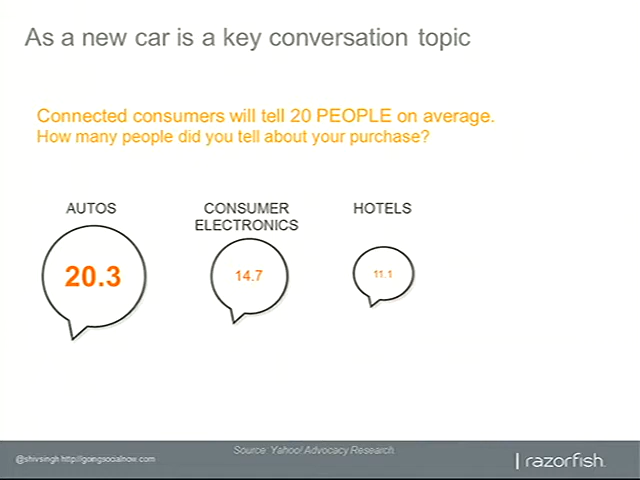 As a new car is a key conversation topic
Connected consumers will tell 20 PEOPLE on average.
How many people did you tell about your purchase?
AUTOS
CONSUMER
ELECTRONICS
HOTELS
20.3
14.7
11.1
Source: Yahoo! Advocacy Research
@shivsingh http://goingsocialnow.com
razorfish.